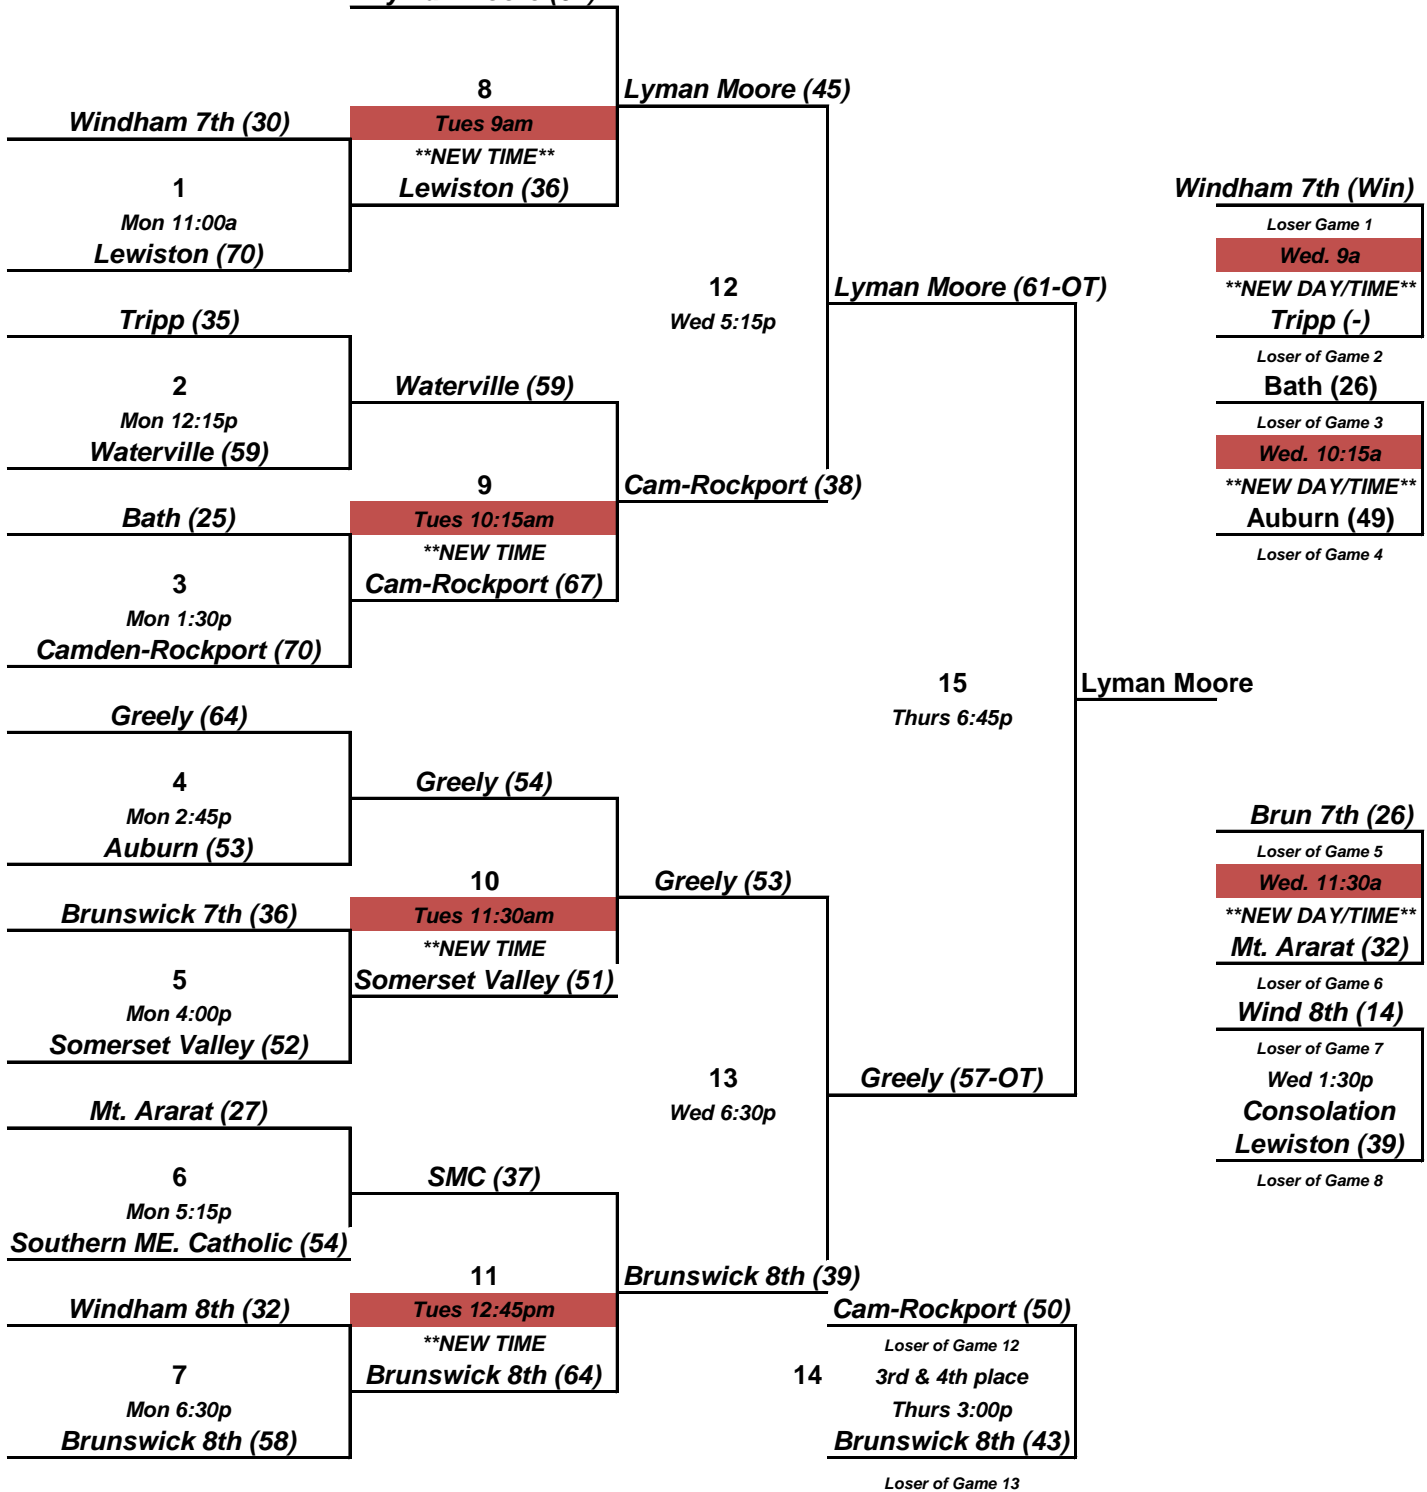 8
Lyman Moore (45)
Windham 7th (30)
Tues 9am
**NEW TIME**
1
Lewiston (36)
Mon 11:00a
Lewiston (70)
12
Lyman Moore (61-OT)
Wed 5:15p
Tripp (35)
2
Waterville (59)
Mon 12:15p
Waterville (59)
9
Cam-Rockport (38)
Bath (25)
Tues 10:15am
**NEW TIME
3
Cam-Rockport (67)
Mon 1:30p
Camden-Rockport (70)
15
Lyman Moore
Thurs 6:45p
Greely (64)
4
Greely (54)
Mon 2:45p
Auburn (53)
10
Greely (53)
Brunswick 7th (36)
Tues 11:30am
**NEW TIME
5
Somerset Valley (51)
Mon 4:00p
Somerset Valley (52)
13
Greely (57-OT)
Wed 6:30p
Mt. Ararat (27)
6
SMC (37)
Mon 5:15p
Southern ME. Catholic (54)
11
Brunswick 8th (39)
Windham 8th (32)
Tues 12:45pm
**NEW TIME
7
Brunswick 8th (64)
Mon 6:30p
Brunswick 8th (58)
Cam-Rockport (50)
Loser of Game 12
14
3rd & 4th place
Thurs 3:00p
Brunswick 8th (43)
Loser of Game 13
Windham 7th (Win)
Loser Game 1
Wed. 9a
**NEW DAY/TIME**
Tripp (-)
Loser of Game 2
Bath (26)
Loser of Game 3
Wed. 10:15a
**NEW DAY/TIME**
Auburn (49)
Loser of Game 4
Brun 7th (26)
Loser of Game 5
Wed. 11:30a
**NEW DAY/TIME**
Mt. Ararat (32)
Loser of Game 6
Wind 8th (14)
Loser of Game 7
Wed 1:30p
Consolation
Lewiston (39)
Loser of Game 8